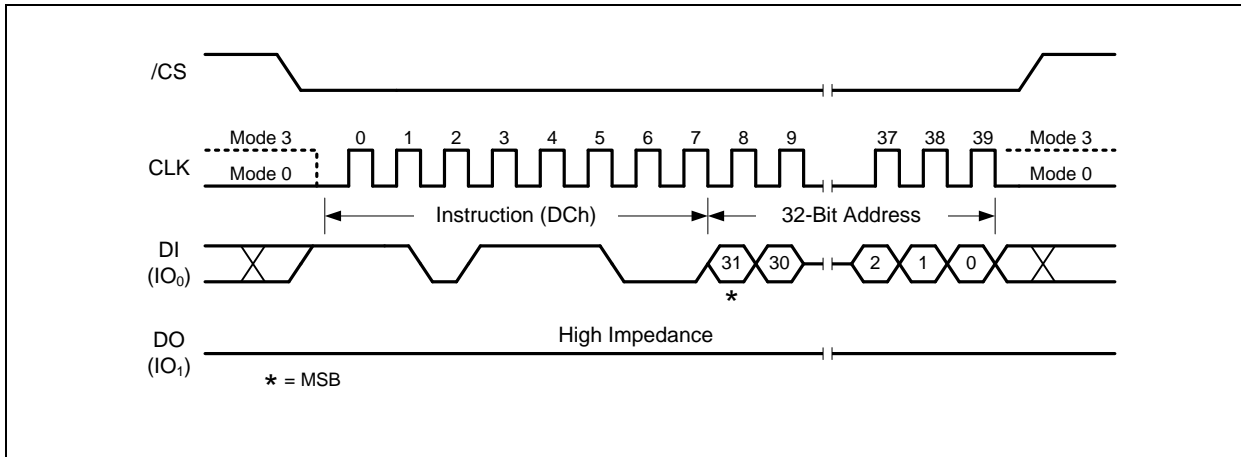 /CS
Mode 3 0 1 2 3 4 5 6 7 8 9 37 38 39 Mode 3
CLK
Mode 0 Mode 0
Instruction (DCh) 32-Bit Address
DI
(IO₀)
31 30 2 1 0
*
High Impedance
DO
(IO₁)
* = MSB